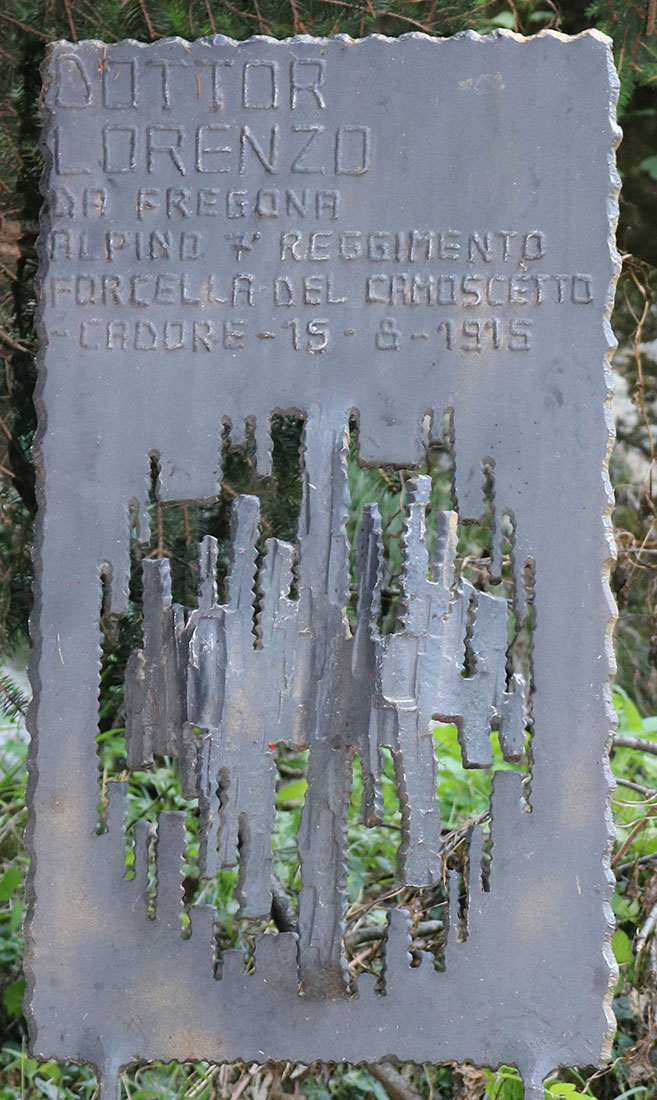 DOTTOR
LORENZO
DA FREGONA
ALPINO 7° REGGIMENTO
FORCELLA DEL CAMOSCETTO
-CADORE-15-8-1915